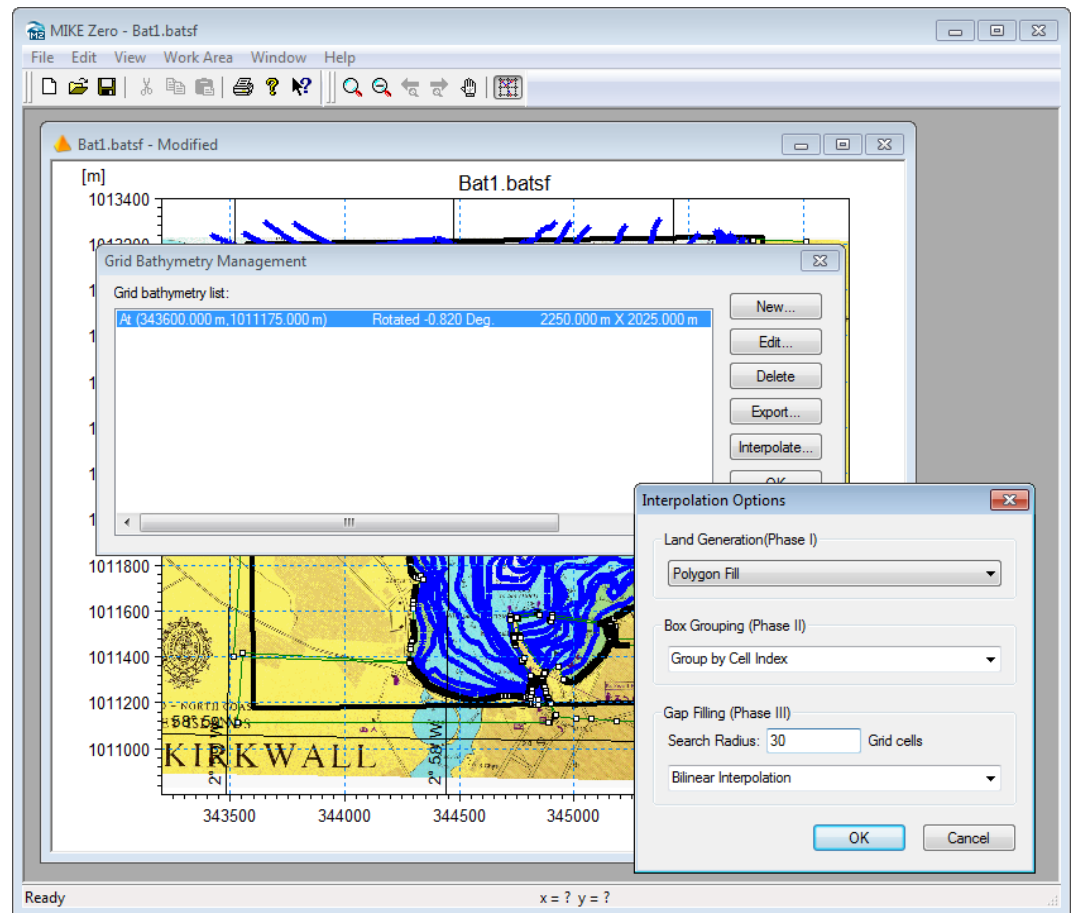 MIKE Zero - Bat1.batsf
File Edit View Work Area Window Help
Bat1.batsf - Modified
[m]
Bat1.batsf
1013400
Grid Bathymetry Management
Grid bathymetry list:
At (343600.000 m,1011175.000 m) Rotated -0.820 Deg. 2250.000 m X 2025.000 m
New...
Edit...
Delete
Export...
Interpolate...
OK
Interpolation Options
Land Generation(Phase I)
Polygon Fill
Box Grouping (Phase II)
Group by Cell Index
Gap Filling (Phase III)
Search Radius: 30 Grid cells
Bilinear Interpolation
OK Cancel
1011800
1011600
1011400
1011200
1011000
KIRKWALL
343500 344000 344500 345000
Ready
x = ? y = ?